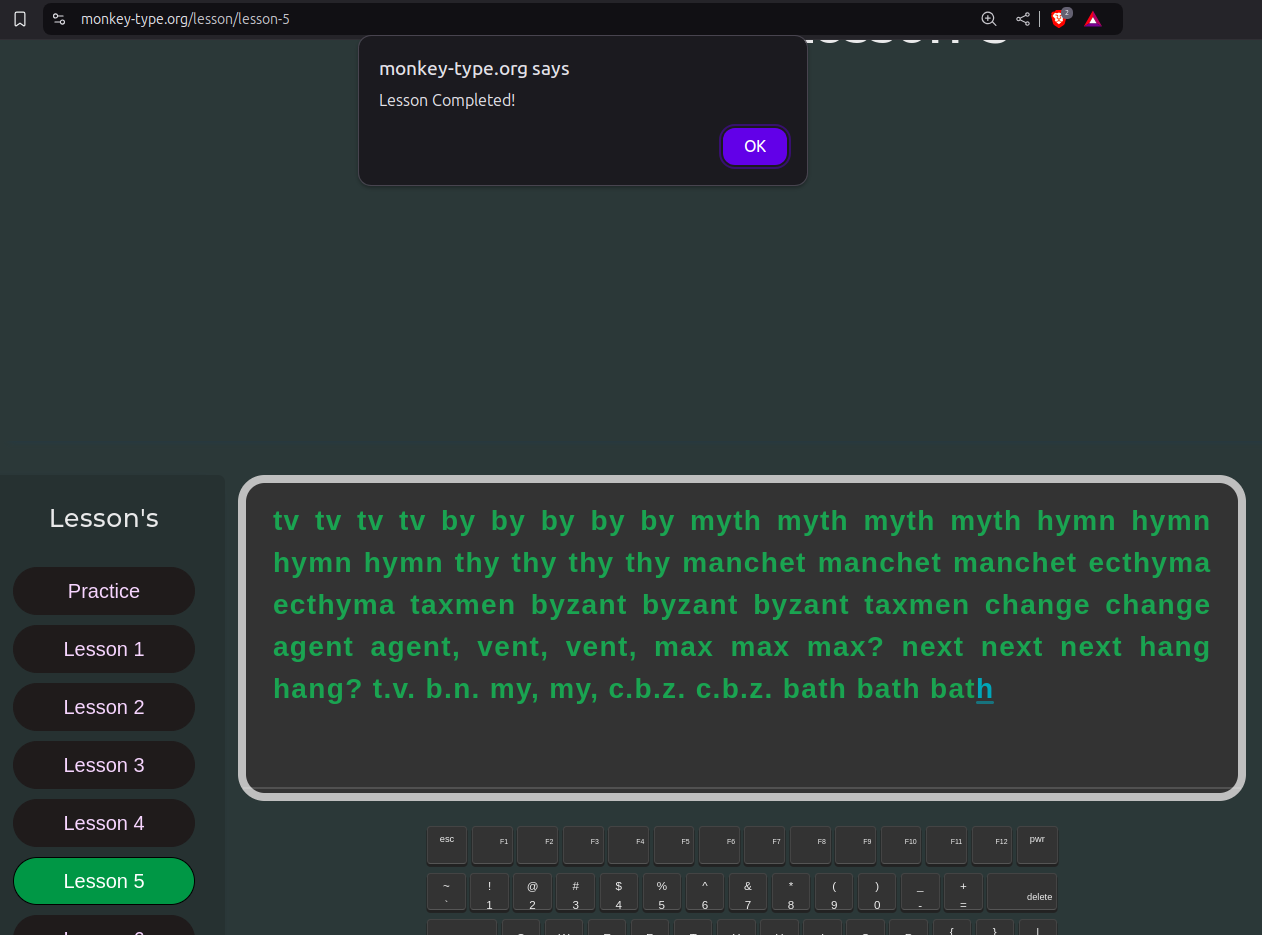 monkey-type.org/lesson/lesson-5
2
monkey-type.org says
Lesson Completed!
OK
Lesson's
Practice
Lesson 1
Lesson 2
Lesson 3
Lesson 4
Lesson 5
tv tv tv tv by by by by by myth myth myth myth hymn hymn
hymn hymn thy thy thy thy manchet manchet manchet ecthyma
ecthyma taxmen byzant byzant byzant taxmen change change
agent agent, vent, vent, max max max? next next next hang
hang? t.v. b.n. my, my, c.b.z. c.b.z. bath bath bath
esc F1 F2 F3 F4 F5 F6 F7 F8 F9 F10 F11 F12 pwr
~ ! @ # $ % ^ & * ( ) _ +
` 1 2 3 4 5 6 7 8 9 0 - = delete